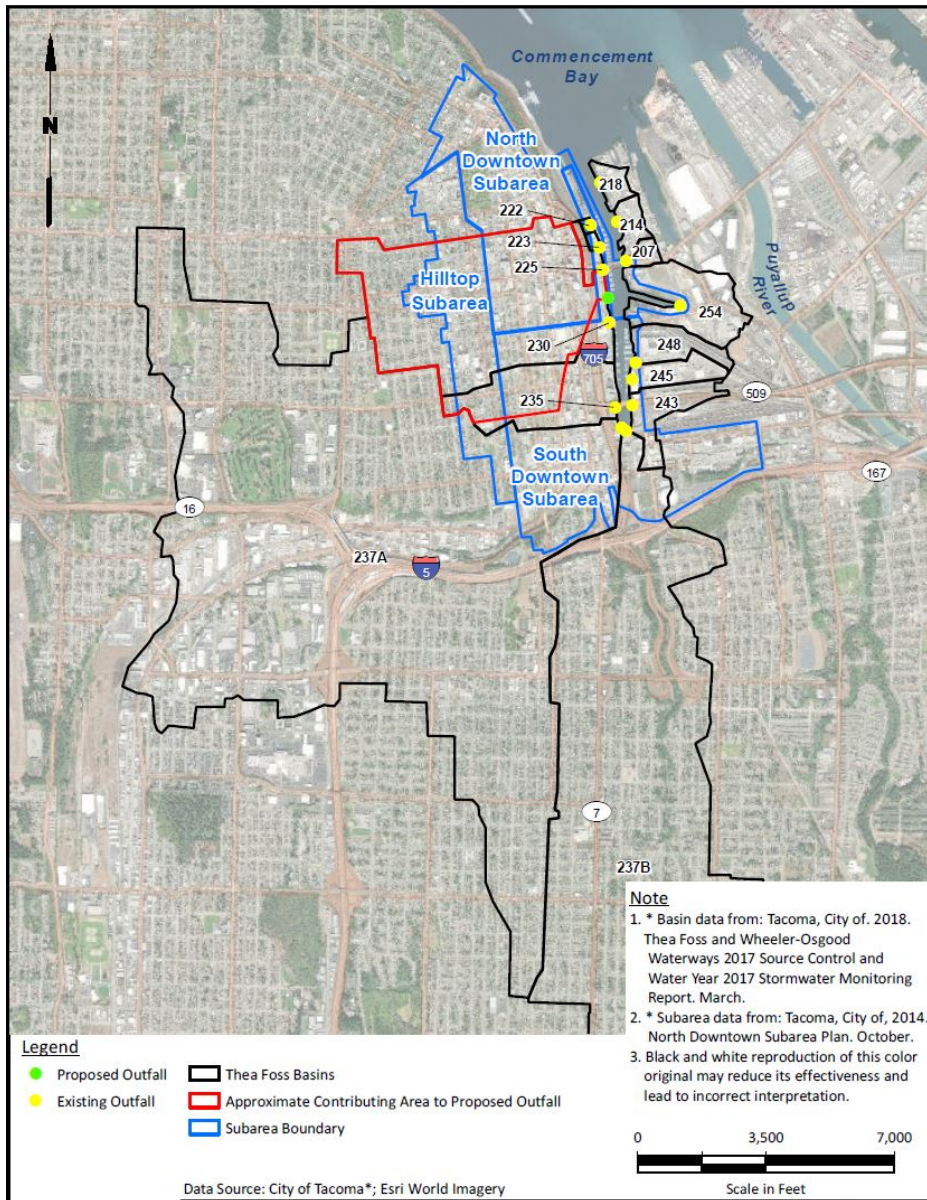 Commencement
Bay
N
North
Downtown
Subarea
218
222
214
223
207
225
Puyallup
River
Hilltop
Subarea
254
230
248
705
245
509
235
243
South
Downtown
Subarea
167
16
237A
5
7
237B
Note
1. * Basin data from: Tacoma, City of. 2018.
Thea Foss and Wheeler-Osgood
Waterways 2017 Source Control and
Water Year 2017 Stormwater Monitoring
Report. March.
2. * Subarea data from: Tacoma, City of, 2014.
North Downtown Subarea Plan. October.
3. Black and white reproduction of this color
original may reduce its effectiveness and
lead to incorrect interpretation.
Legend
Proposed Outfall
Existing Outfall
Thea Foss Basins
Approximate Contributing Area to Proposed Outfall
Subarea Boundary
0 3,500 7,000
Scale in Feet
Data Source: City of Tacoma*; Esri World Imagery